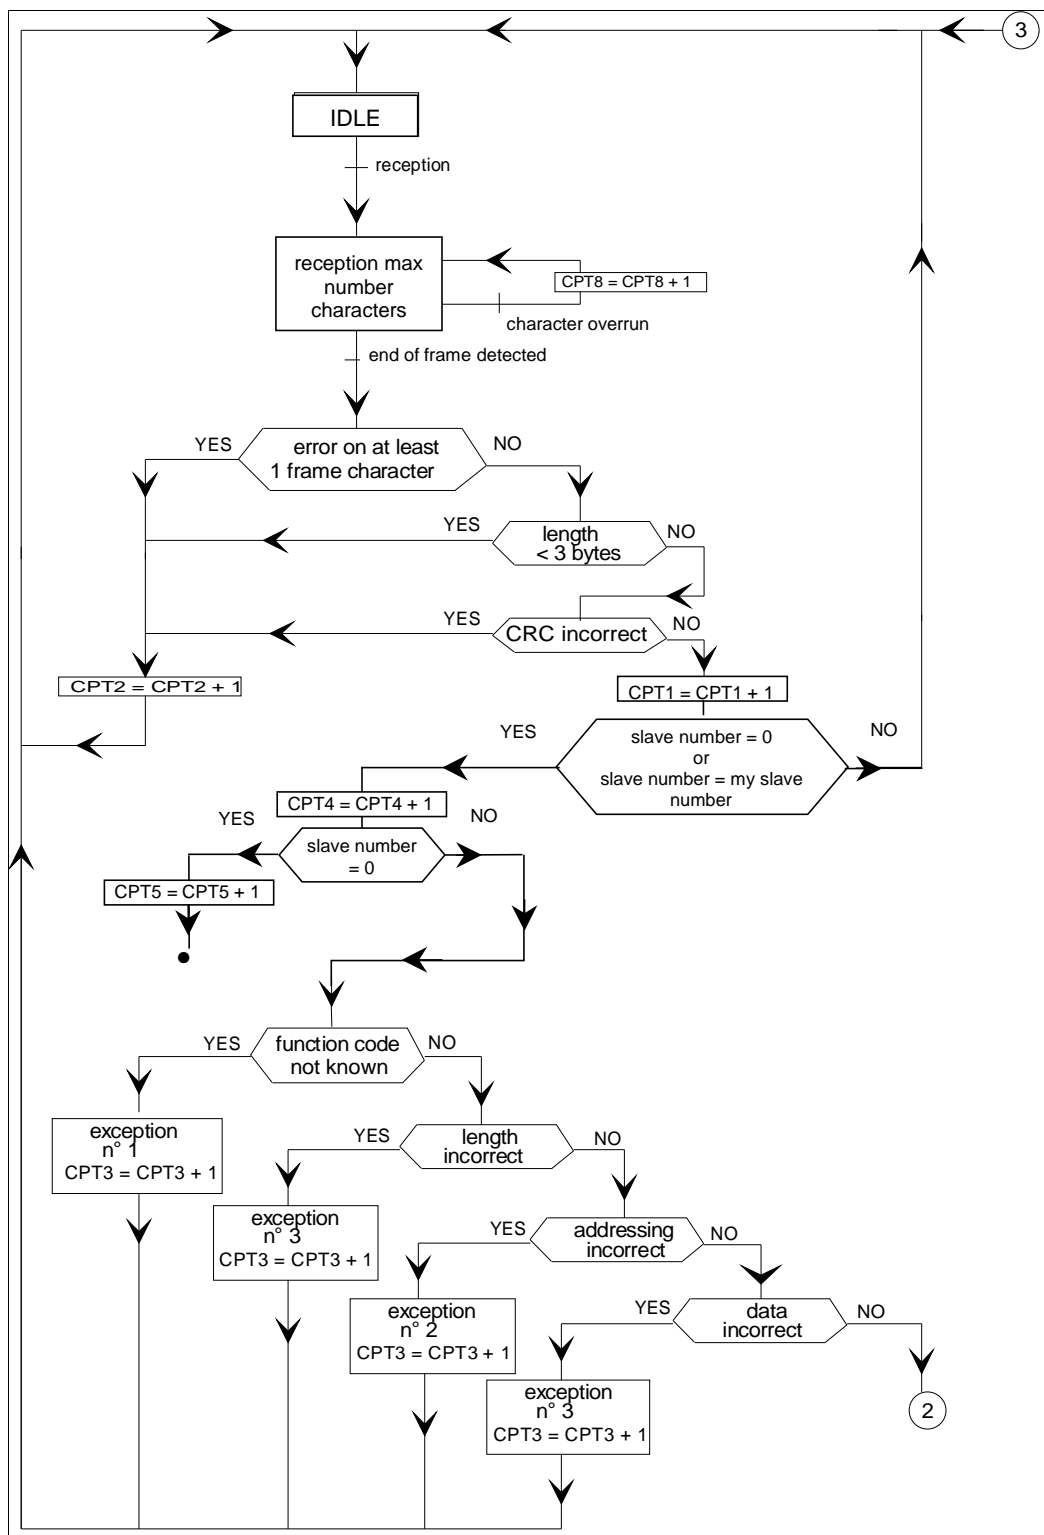 3
IDLE
reception
reception max
number
characters
CPT8 = CPT8 + 1
character overrun
end of frame detected
YES
error on at least
1 frame character
NO
YES
length
< 3 bytes
NO
YES
CRC incorrect
NO
CPT2 = CPT2 + 1
CPT1 = CPT1 + 1
YES
slave number = 0
or
slave number = my slave
number
NO
CPT4 = CPT4 + 1
YES
slave number
= 0
NO
CPT5 = CPT5 + 1
YES
function code
not known
NO
exception
n° 1
CPT3 = CPT3 + 1
YES
length
incorrect
NO
exception
n° 3
CPT3 = CPT3 + 1
YES
addressing
incorrect
NO
exception
n° 2
CPT3 = CPT3 + 1
YES
data
incorrect
NO
exception
n° 3
CPT3 = CPT3 + 1
2